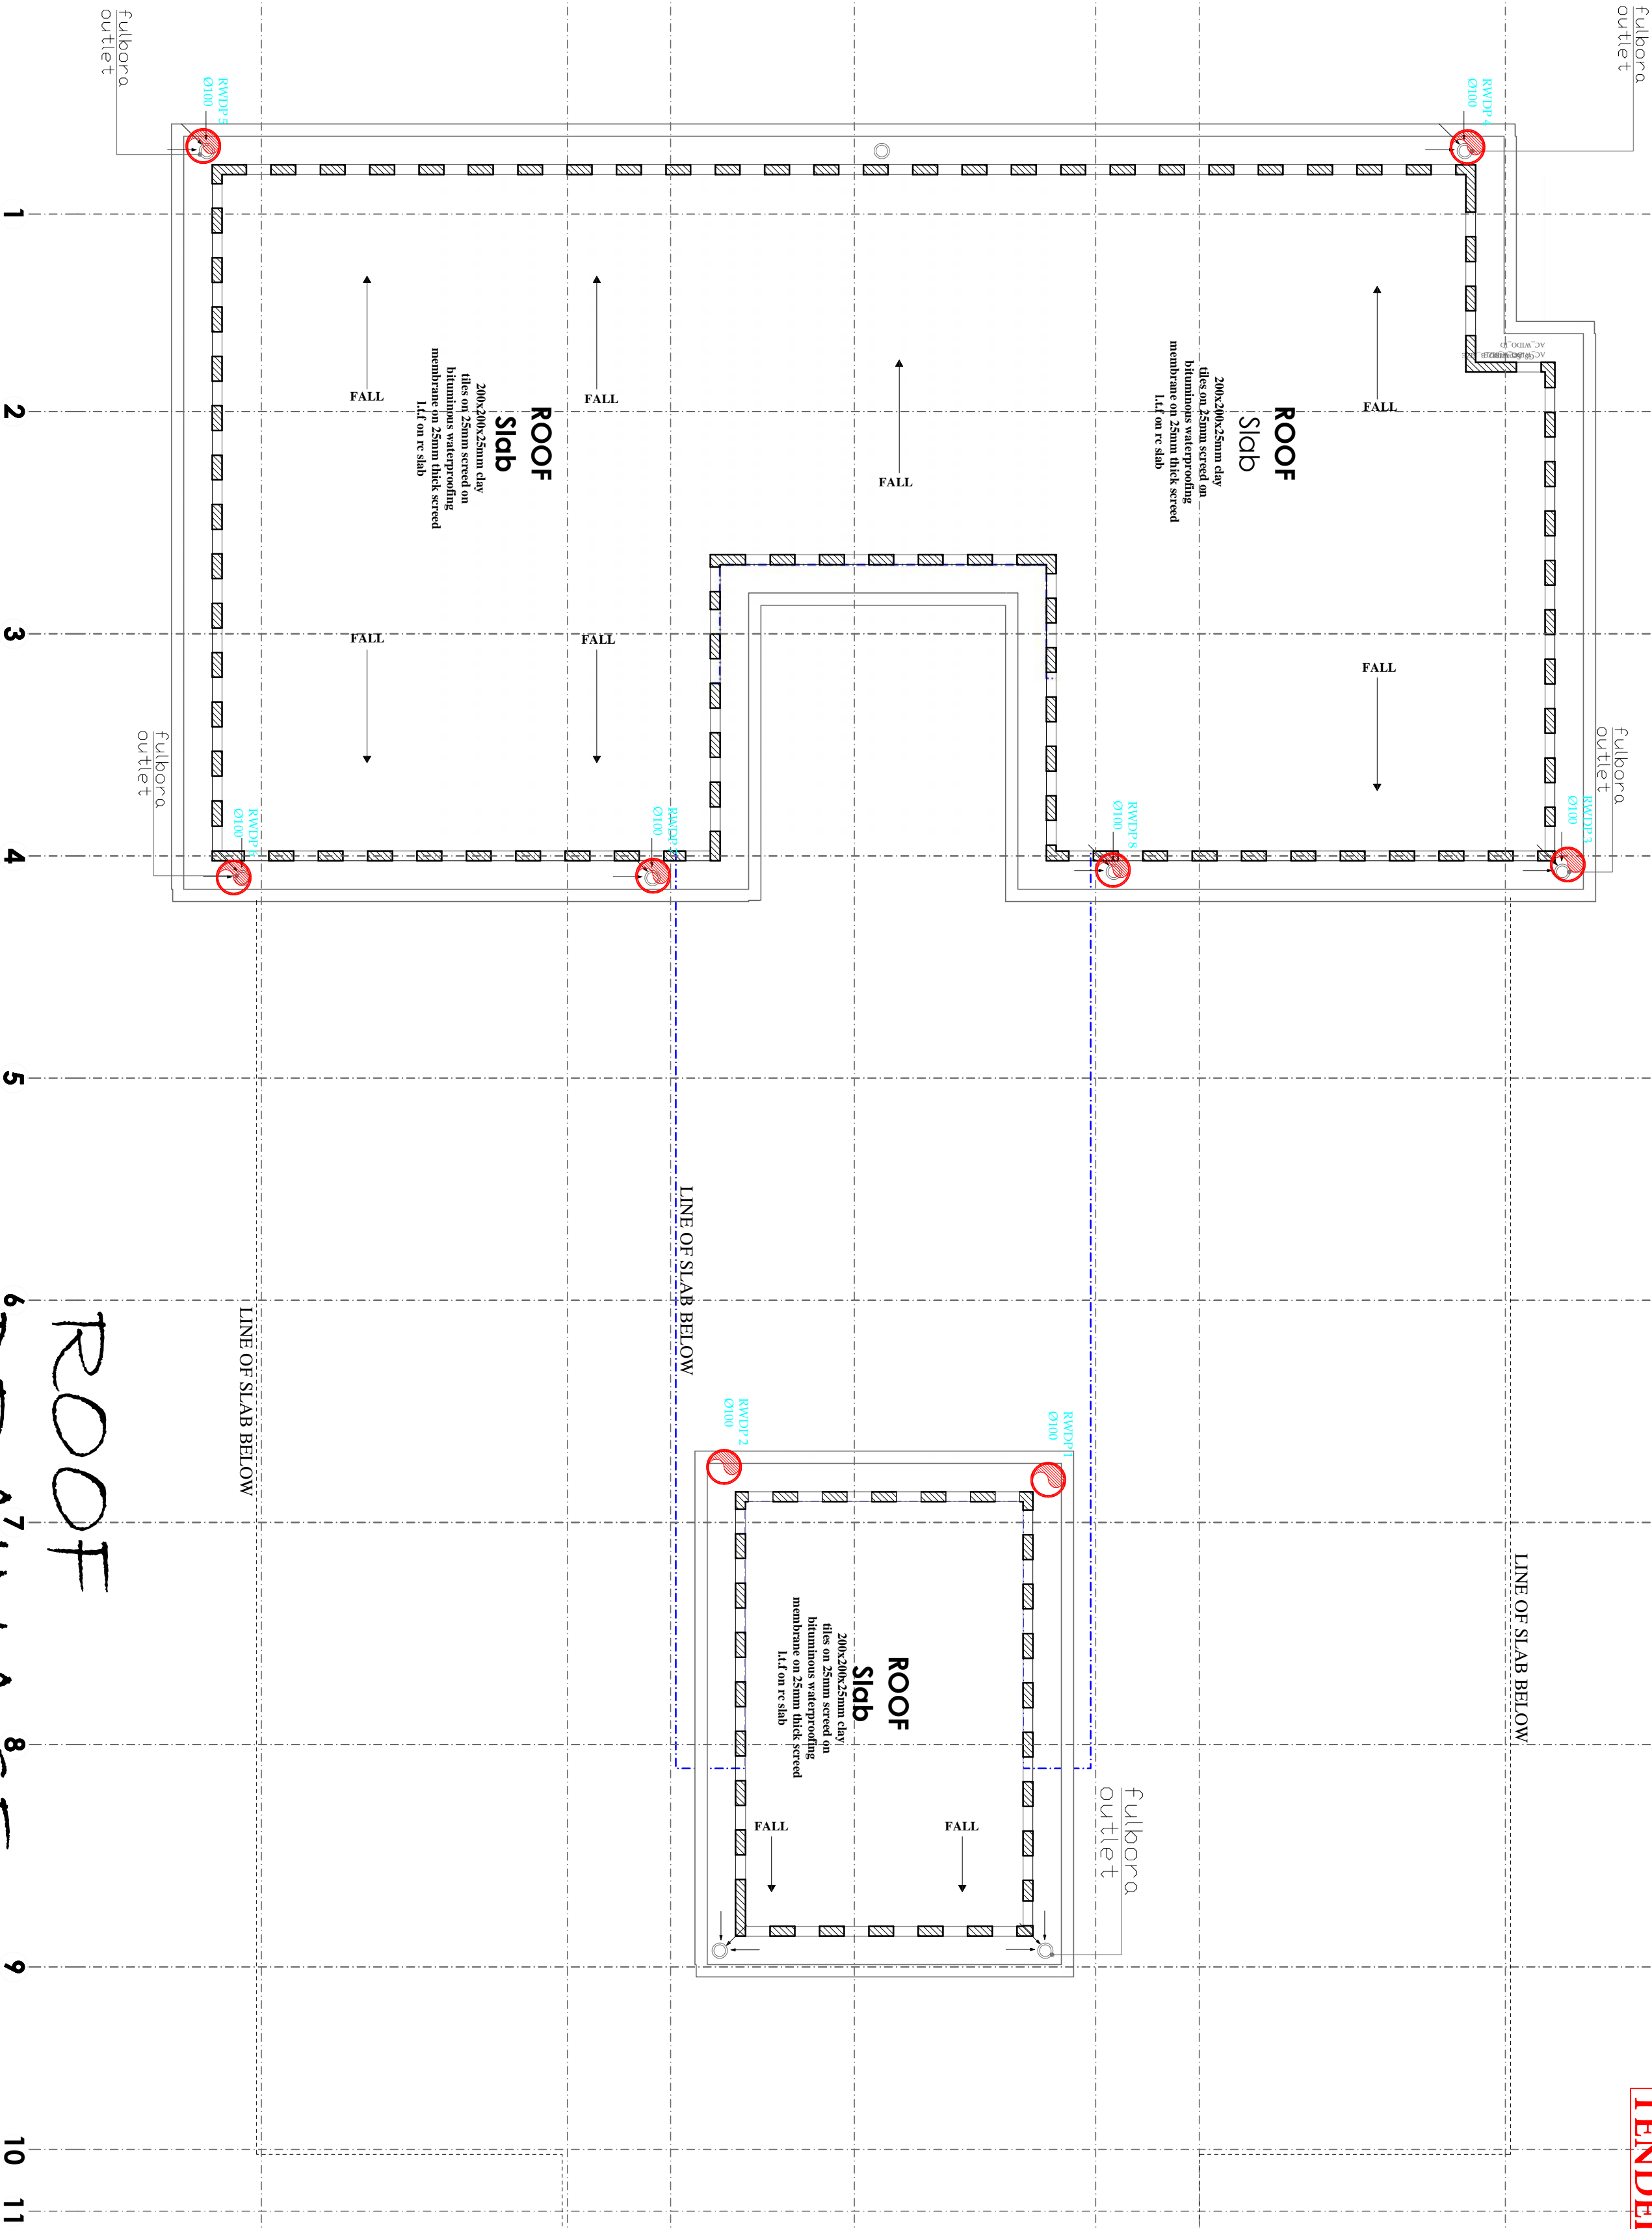 fulbora
outlet
fulbora
outlet
RWDP 5
Ø100
RWDP 4
Ø100
1
AC_WIDO_ID
FALL
FALL
FALL
FALL
2
ROOF
Slab
200x200x25mm clay
tiles on 25mm screed on
bituminous waterproofing
membrane on 25mm thick screed
l.t.f on rc slab
ROOF
Slab
200x200x25mm clay
tiles on 25mm screed on
bituminous waterproofing
membrane on 25mm thick screed
l.t.f on rc slab
3
FALL
FALL
FALL
fulbora
outlet
fulbora
outlet
RWDP
Ø100
RWDP
Ø100
RWDP 8
Ø100
RWDP 3
Ø100
4
5
6
LINE OF SLAB BELOW
LINE OF SLAB BELOW
ROOF
RWDP 2
Ø100
RWDP 1
Ø100
7
LINE OF SLAB BELOW
ROOF
Slab
200x200x25mm clay
tiles on 25mm screed on
bituminous waterproofing
membrane on 25mm thick screed
l.t.f on rc slab
8
FALL
FALL
fulbora
outlet
9
10
11